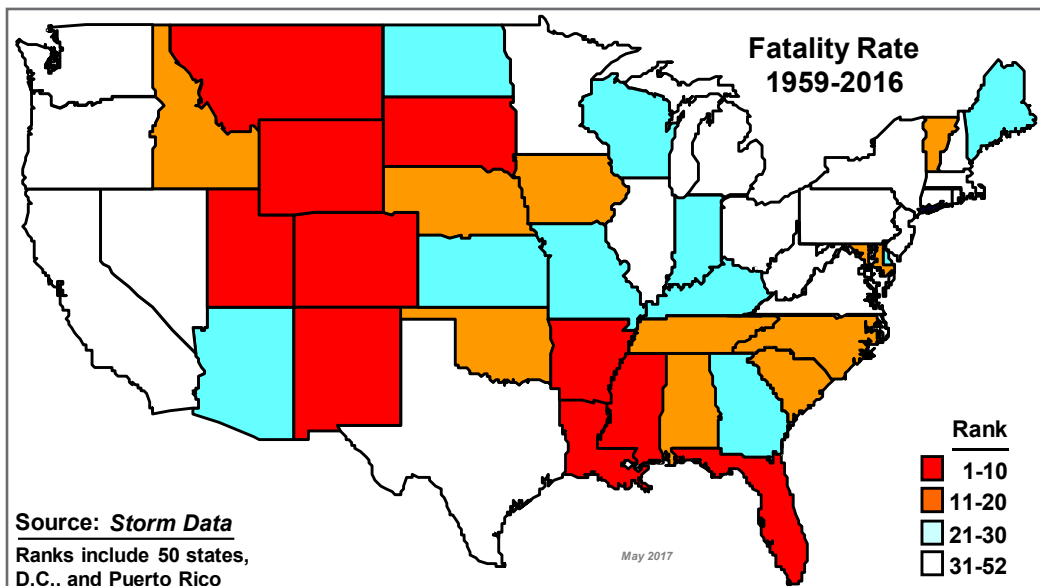 Fatality Rate
1959-2016
Rank
1-10
11-20
21-30
31-52
Source: Storm Data
Ranks include 50 states,
D.C., and Puerto Rico
May 2017